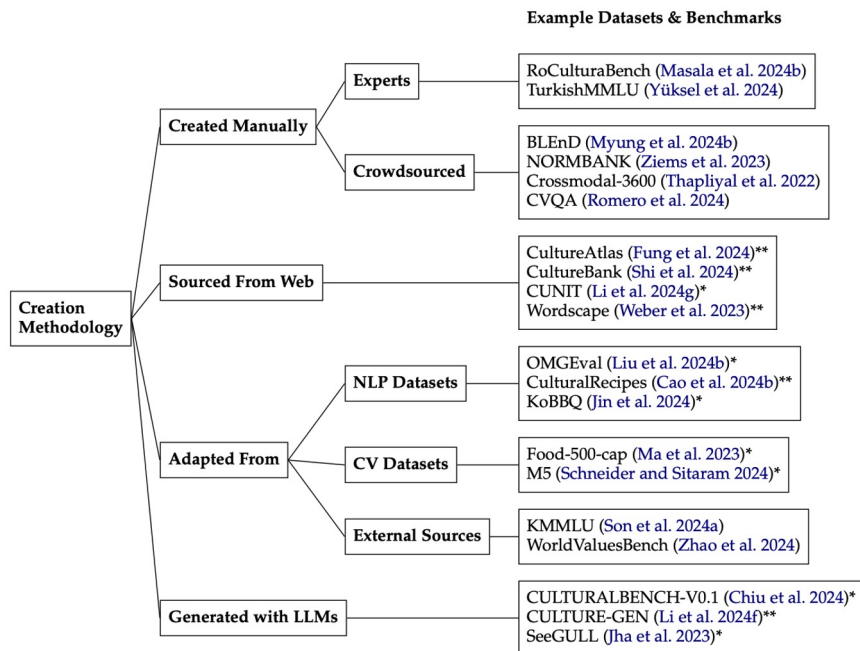 Example Datasets & Benchmarks
Creation
Methodology
Created Manually
Experts
RoCulturaBench (Masala et al. 2024b)
TurkishMMLU (Yüksel et al. 2024)
Crowdsourced
BLEnD (Myung et al. 2024b)
NORMBANK (Ziems et al. 2023)
Crossmodal-3600 (Thapliyal et al. 2022)
CVQA (Romero et al. 2024)
Sourced From Web
CultureAtlas (Fung et al. 2024)**
CultureBank (Shi et al. 2024)**
CUNIT (Li et al. 2024g)*
Wordscape (Weber et al. 2023)**
Adapted From
NLP Datasets
OMGEval (Liu et al. 2024b)*
CulturalRecipes (Cao et al. 2024b)**
KoBBQ (Jin et al. 2024)*
CV Datasets
Food-500-cap (Ma et al. 2023)*
M5 (Schneider and Sitaram 2024)*
External Sources
KMMLU (Son et al. 2024a)
WorldValuesBench (Zhao et al. 2024)
Generated with LLMs
CULTURALBENCH-V0.1 (Chiu et al. 2024)*
CULTURE-GEN (Li et al. 2024f)**
SeeGULL (Jha et al. 2023)*